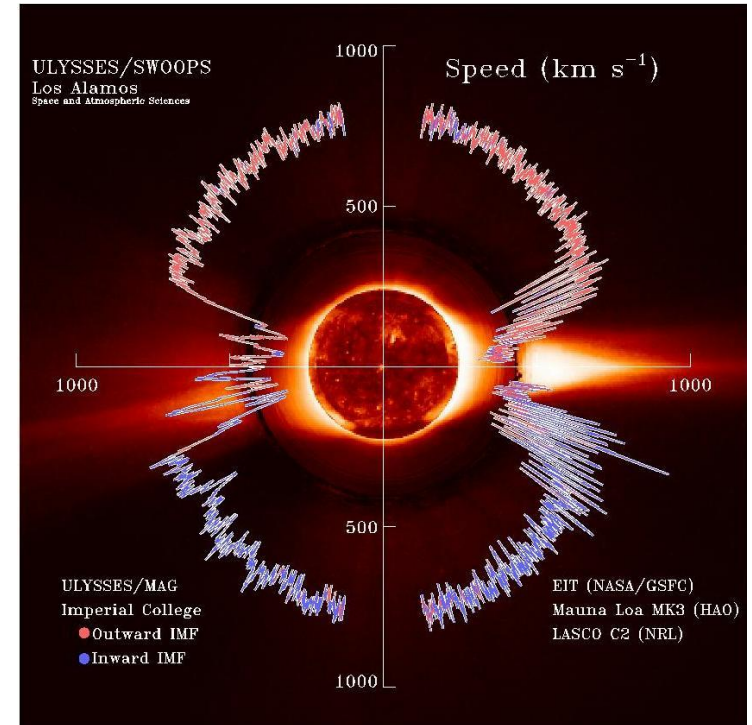 ULYSSES/SWOOPS
Los Alamos
Space and Atmospheric Sciences
Speed (km s⁻¹)
1000
500
1000
1000
500
1000
ULYSSES/MAG
Imperial College
Outward IMF
Inward IMF
EIT (NASA/GSFC)
Mauna Loa MK3 (HAO)
LASCO C2 (NRL)